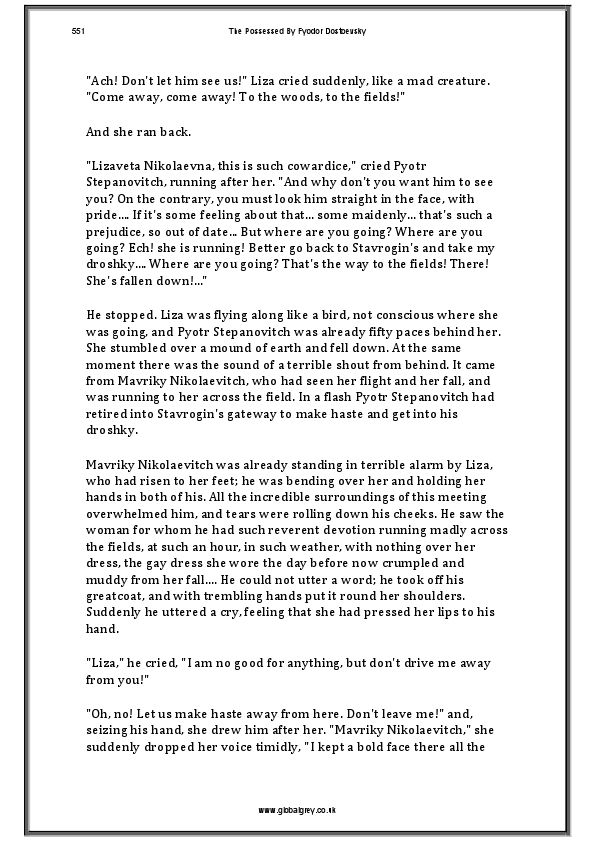 551
The Possessed By Fyodor Dostoevsky
"Ach! Don't let him see us!" Liza cried suddenly, like a mad creature.
"Come away, come away! To the woods, to the fields!"
And she ran back.
"Lizaveta Nikolaevna, this is such cowardice," cried Pyotr
Stepanovitch, running after her. "And why don't you want him to see
you? On the contrary, you must look him straight in the face, with
pride.... If it's some feeling about that... some maidenly... that's such a
prejudice, so out of date... But where are you going? Where are you
going? Ech! she is running! Better go back to Stavrogin's and take my
droshky.... Where are you going? That's the way to the fields! There!
She's fallen down!..."
He stopped. Liza was flying along like a bird, not conscious where she
was going, and Pyotr Stepanovitch was already fifty paces behind her.
She stumbled over a mound of earth and fell down. At the same
moment there was the sound of a terrible shout from behind. It came
from Mavriky Nikolaevitch, who had seen her flight and her fall, and
was running to her across the field. In a flash Pyotr Stepanovitch had
retired into Stavrogin's gateway to make haste and get into his
droshky.
Mavriky Nikolaevitch was already standing in terrible alarm by Liza,
who had risen to her feet; he was bending over her and holding her
hands in both of his. All the incredible surroundings of this meeting
overwhelmed him, and tears were rolling down his cheeks. He saw the
woman for whom he had such reverent devotion running madly across
the fields, at such an hour, in such weather, with nothing over her
dress, the gay dress she wore the day before now crumpled and
muddy from her fall.... He could not utter a word; he took off his
greatcoat, and with trembling hands put it round her shoulders.
Suddenly he uttered a cry, feeling that she had pressed her lips to his
hand.
"Liza," he cried, "I am no good for anything, but don't drive me away
from you!"
"Oh, no! Let us make haste away from here. Don't leave me!" and,
seizing his hand, she drew him after her. "Mavriky Nikolaevitch," she
suddenly dropped her voice timidly, "I kept a bold face there all the
www.globalgrey.co.uk